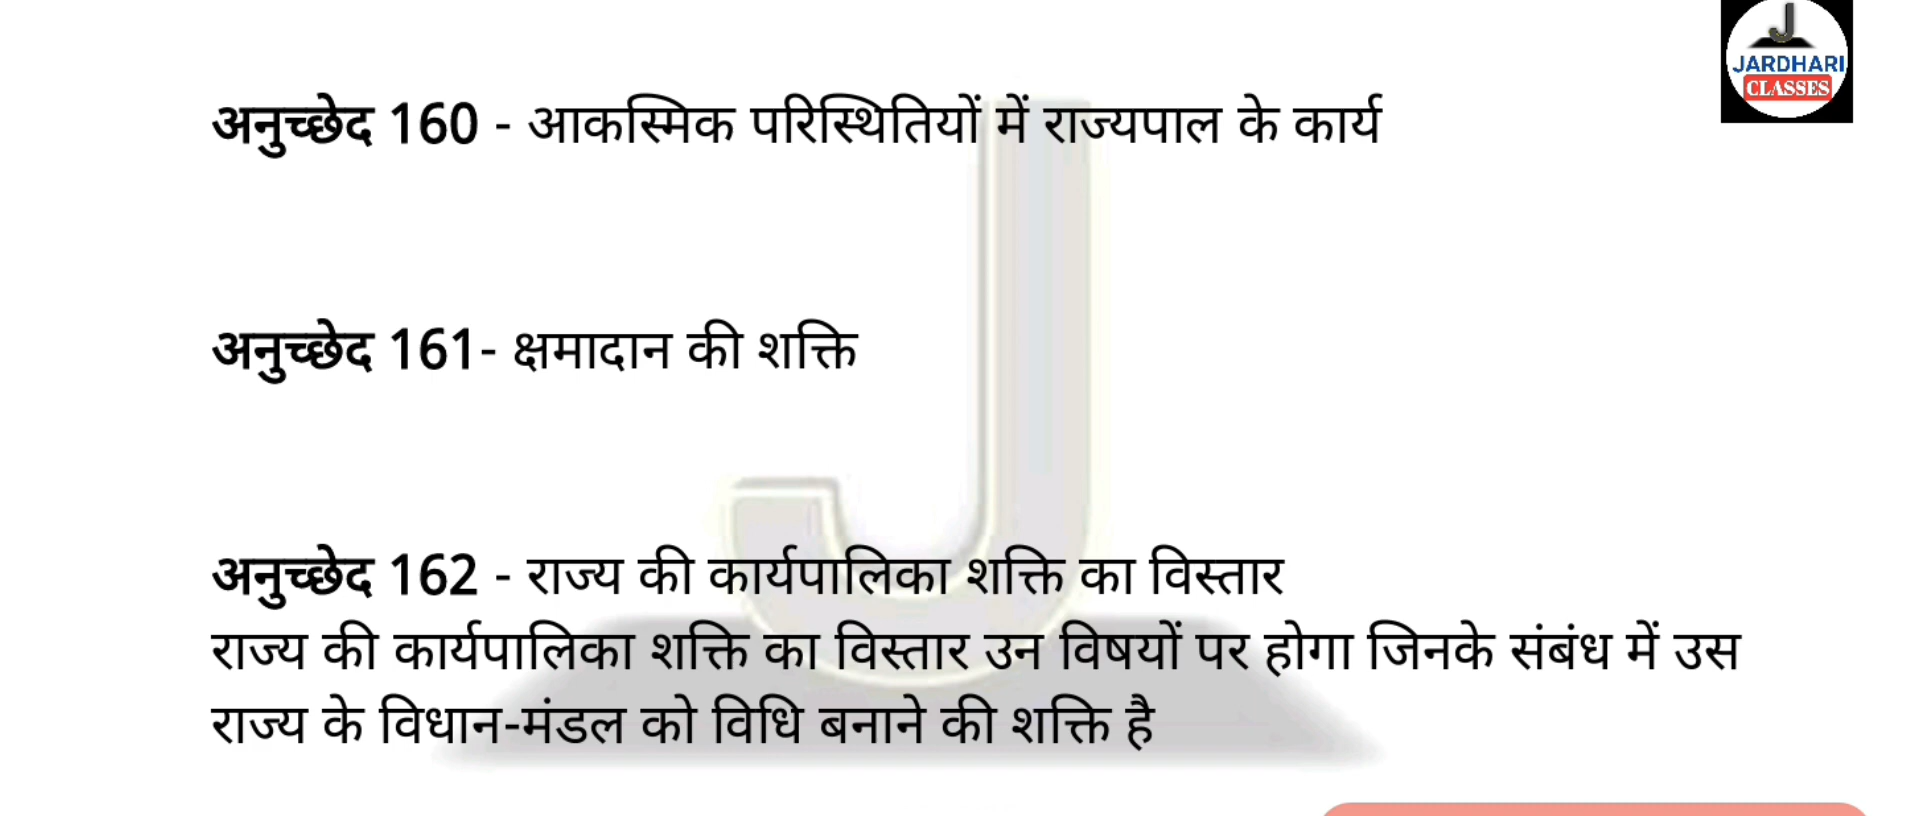 J
JARDHARI
CLASSES
अनुच्छेद 160 - आकस्मिक परिस्थितियों में राज्यपाल के कार्य
अनुच्छेद 161- क्षमादान की शक्ति
अनुच्छेद 162 - राज्य की कार्यपालिका शक्ति का विस्तार
राज्य की कार्यपालिका शक्ति का विस्तार उन विषयों पर होगा जिनके संबंध में उस
राज्य के विधान-मंडल को विधि बनाने की शक्ति है